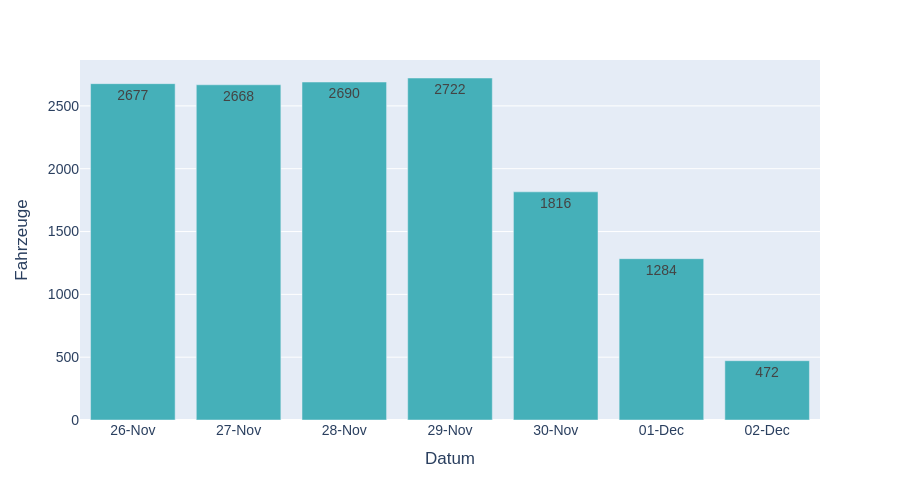 2677
2668
2690
2722
1816
1284
472
2500
2000
1500
1000
500
0
Fahrzeuge
26-Nov
27-Nov
28-Nov
29-Nov
30-Nov
01-Dec
02-Dec
Datum